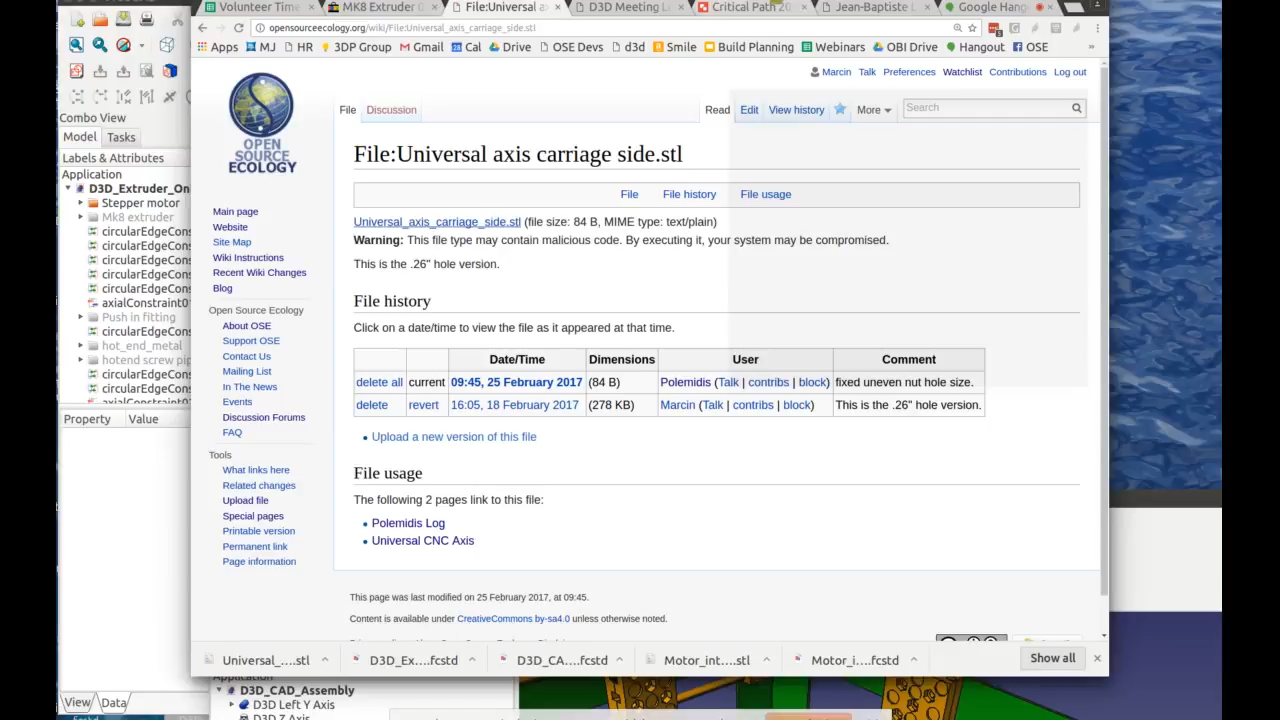 Volunteer Time
MK8 Extruder
File:Universal a
D3D Meeting L
Critical Path
Jean-Baptiste L
Google Hang
opensourceecology.org/wiki/File:Universal_axis_carriage_side.stl
Apps MJ HR 3DP Group Gmail Cal Drive OSE Devs d3d Smile Build Planning Webinars OBI Drive Hangout OSE »
Marcin Talk Preferences Watchlist Contributions Log out
File Discussion Read Edit View history More Search
OPEN
SOURCE
ECOLOGY
File:Universal axis carriage side.stl
File File history File usage
Universal_axis_carriage_side.stl (file size: 84 B, MIME type: text/plain)
Warning: This file type may contain malicious code. By executing it, your system may be compromised.
This is the .26" hole version.
File history
Click on a date/time to view the file as it appeared at that time.
Date/Time Dimensions User Comment
delete all current 09:45, 25 February 2017 (84 B) Polemidis (Talk | contribs | block) fixed uneven nut hole size.
delete revert 16:05, 18 February 2017 (278 KB) Marcin (Talk | contribs | block) This is the .26" hole version.
Upload a new version of this file
File usage
The following 2 pages link to this file:
Polemidis Log
Universal CNC Axis
This page was last modified on 25 February 2017, at 09:45.
Content is available under CreativeCommons by-sa4.0 unless otherwise noted.
Main page
Website
Site Map
Wiki Instructions
Recent Wiki Changes
Blog
Open Source Ecology
About OSE
Support OSE
Contact Us
Mailing List
In The News
Events
Discussion Forums
FAQ
Tools
What links here
Related changes
Upload file
Special pages
Printable version
Permanent link
Page information
Combo View
Model Tasks
Labels & Attributes
Application
D3D_Extruder_On
Stepper motor
Mk8 extruder
circularEdgeCons
circularEdgeCons
circularEdgeCons
circularEdgeCons
circularEdgeCons
axialConstraint0
Push in fitting
circularEdgeCons
hot_end_metal
hotend screw pip
circularEdgeCons
circularEdgeCons
axialConstraint0
Property Value
View Data
Universal_....stl
D3D_Ex....fcstd
D3D_CA....fcstd
Motor_int....stl
Motor_i....fcstd
Show all
Application
D3D_CAD_Assembly
D3D Left Y Axis
D3D Z Axis